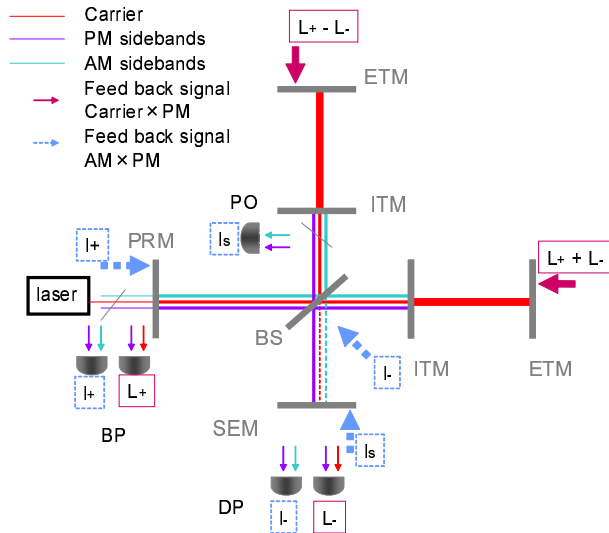 Carrier
PM sidebands
AM sidebands
Feed back signal
Carrier×PM
Feed back signal
AM×PM
L+ - L-
ETM
PO
ITM
ls
l+
PRM
L+ + L-
laser
BS
l-
ITM
ETM
l+
L+
BP
SEM
ls
DP
l-
L-